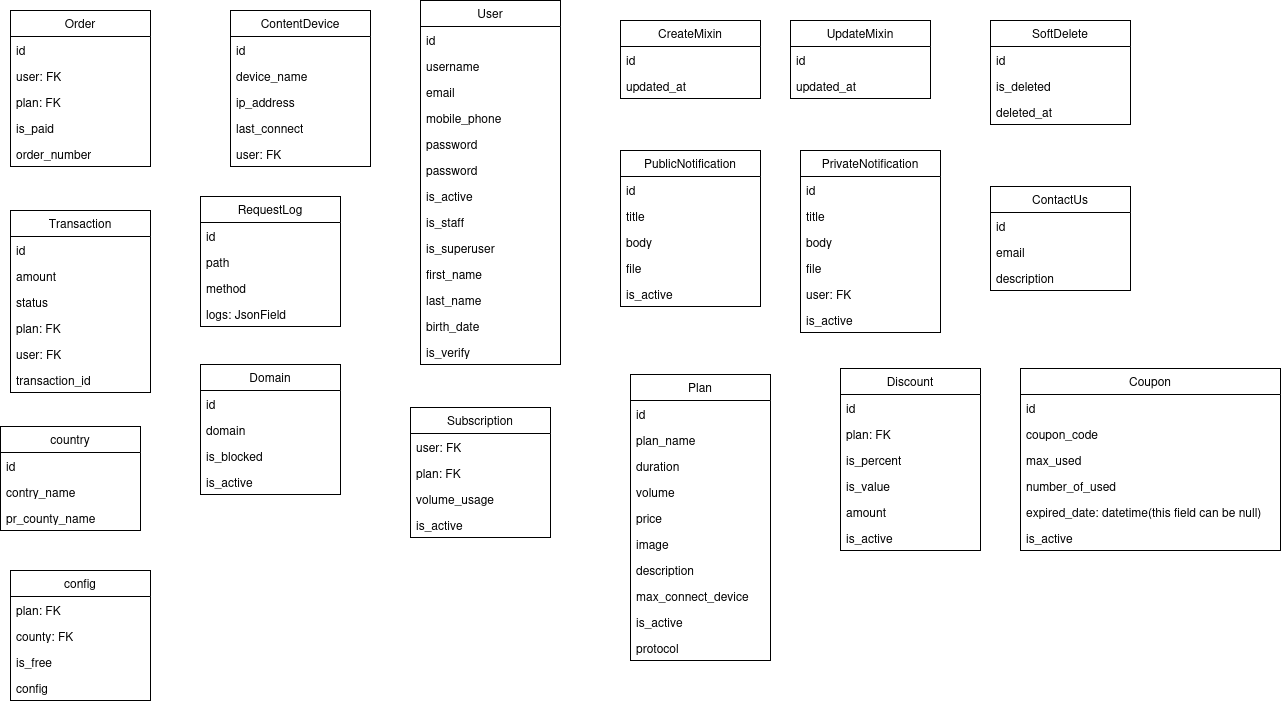 Order
id
user: FK
plan: FK
is_paid
order_number
ContentDevice
id
device_name
ip_address
last_connect
user: FK
User
id
username
email
mobile_phone
password
password
is_active
is_staff
is_superuser
first_name
last_name
birth_date
is_verify
CreateMixin
id
updated_at
UpdateMixin
id
updated_at
SoftDelete
id
is_deleted
deleted_at
Transaction
id
amount
status
plan: FK
user: FK
transaction_id
RequestLog
id
path
method
logs: JsonField
PublicNotification
id
title
body
file
is_active
PrivateNotification
id
title
body
file
user: FK
is_active
ContactUs
id
email
description
country
id
contry_name
pr_county_name
Domain
id
domain
is_blocked
is_active
Subscription
user: FK
plan: FK
volume_usage
is_active
Plan
id
plan_name
duration
volume
price
image
description
max_connect_device
is_active
protocol
Discount
id
plan: FK
is_percent
is_value
amount
is_active
Coupon
id
coupon_code
max_used
number_of_used
expired_date: datetime(this field can be null)
is_active
config
plan: FK
county: FK
is_free
config